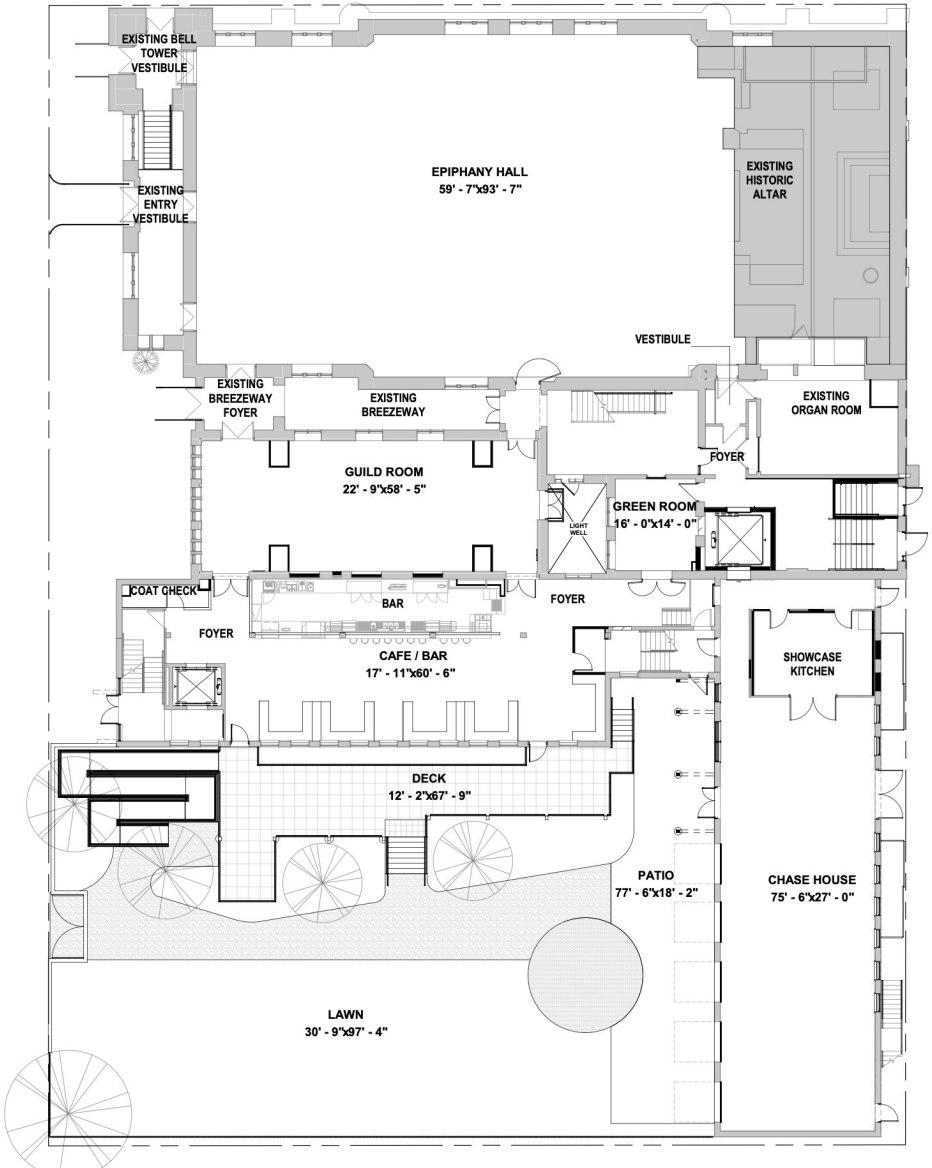 EXISTING BELL
TOWER
VESTIBULE
EPIPHANY HALL
59' - 7"x93' - 7"
EXISTING
HISTORIC
ALTAR
EXISTING
ENTRY
VESTIBULE
VESTIBULE
EXISTING
BREEZEWAY
FOYER
EXISTING
BREEZEWAY
EXISTING
ORGAN ROOM
FOYER
GUILD ROOM
22' - 9"x58' - 5"
GREEN ROOM
16' - 0"x14' - 0"
LIGHT
WELL
COAT CHECK
BAR
FOYER
FOYER
CAFE / BAR
17' - 11"x60' - 6"
SHOWCASE
KITCHEN
DECK
12' - 2"x67' - 9"
PATIO
77' - 6"x18' - 2"
CHASE HOUSE
75' - 6"x27' - 0"
LAWN
30' - 9"x97' - 4"